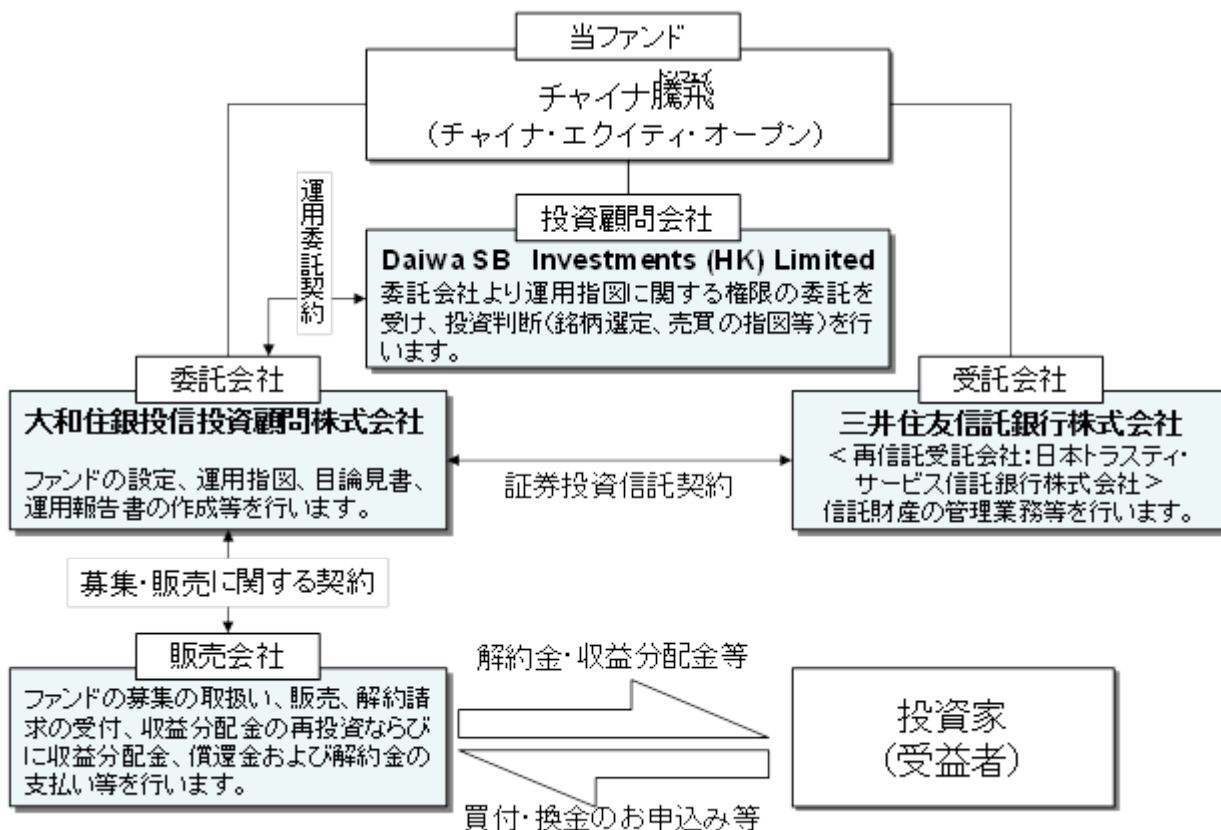 当ファンド
トンフェイ
チャイナ騰飛
(チャイナ・エクイティ・オープン)
運用委託契約
投資顧問会社
Daiwa SB Investments (HK) Limited
委託会社より運用指図に関する権限の委託を
受け、投資判断(銘柄選定、売買の指図等)を行
います。
委託会社
大和住銀投信投資顧問株式会社
ファンドの設定、運用指図、目論見書、
運用報告書の作成等を行います。
証券投資信託契約
受託会社
三井住友信託銀行株式会社
<再信託受託会社:日本トラスティ・
サービス信託銀行株式会社>
信託財産の管理業務等を行います。
募集・販売に関する契約
販売会社
ファンドの募集の取扱い、販売、解約請
求の受付、収益分配金の再投資ならび
に収益分配金、償還金および解約金の
支払い等を行います。
解約金・収益分配金等
買付・換金のお申込み等
投資家
(受益者)